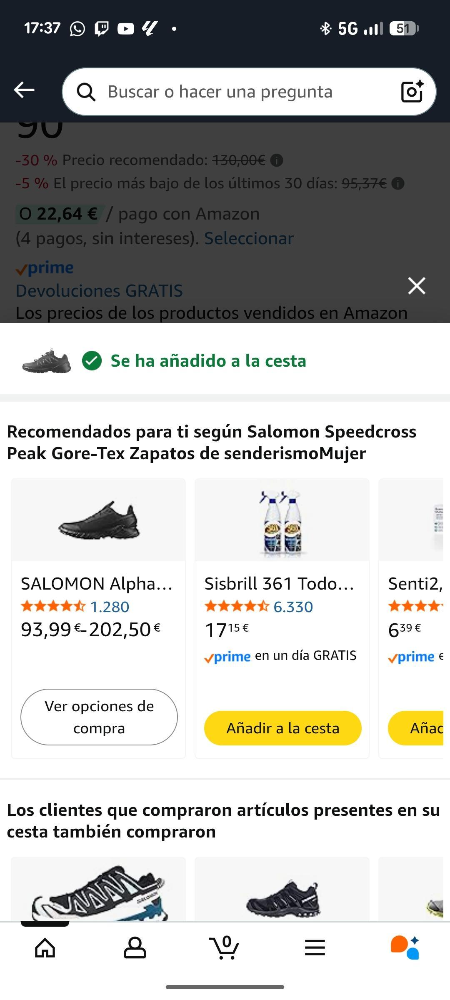 17:37
5G
51
Buscar o hacer una pregunta
90
-30 % Precio recomendado: 130,00€
-5 % El precio más bajo de los últimos 30 días: 95,37€
O 22,64 € / pago con Amazon
(4 pagos, sin intereses). Seleccionar
prime
Devoluciones GRATIS
Los precios de los productos vendidos en Amazon
Se ha añadido a la cesta
Recomendados para ti según Salomon Speedcross
Peak Gore-Tex Zapatos de senderismoMujer
SALOMON Alpha...
1.280
93,99€-202,50€
Ver opciones de
compra
361
361
Sisbrill 361 Todo...
6.330
17 15 €
prime en un día GRATIS
Añadir a la cesta
Senti2,
6 39 €
prime e
Añad
Los clientes que compraron artículos presentes en su
cesta también compraron
SALOMON
0